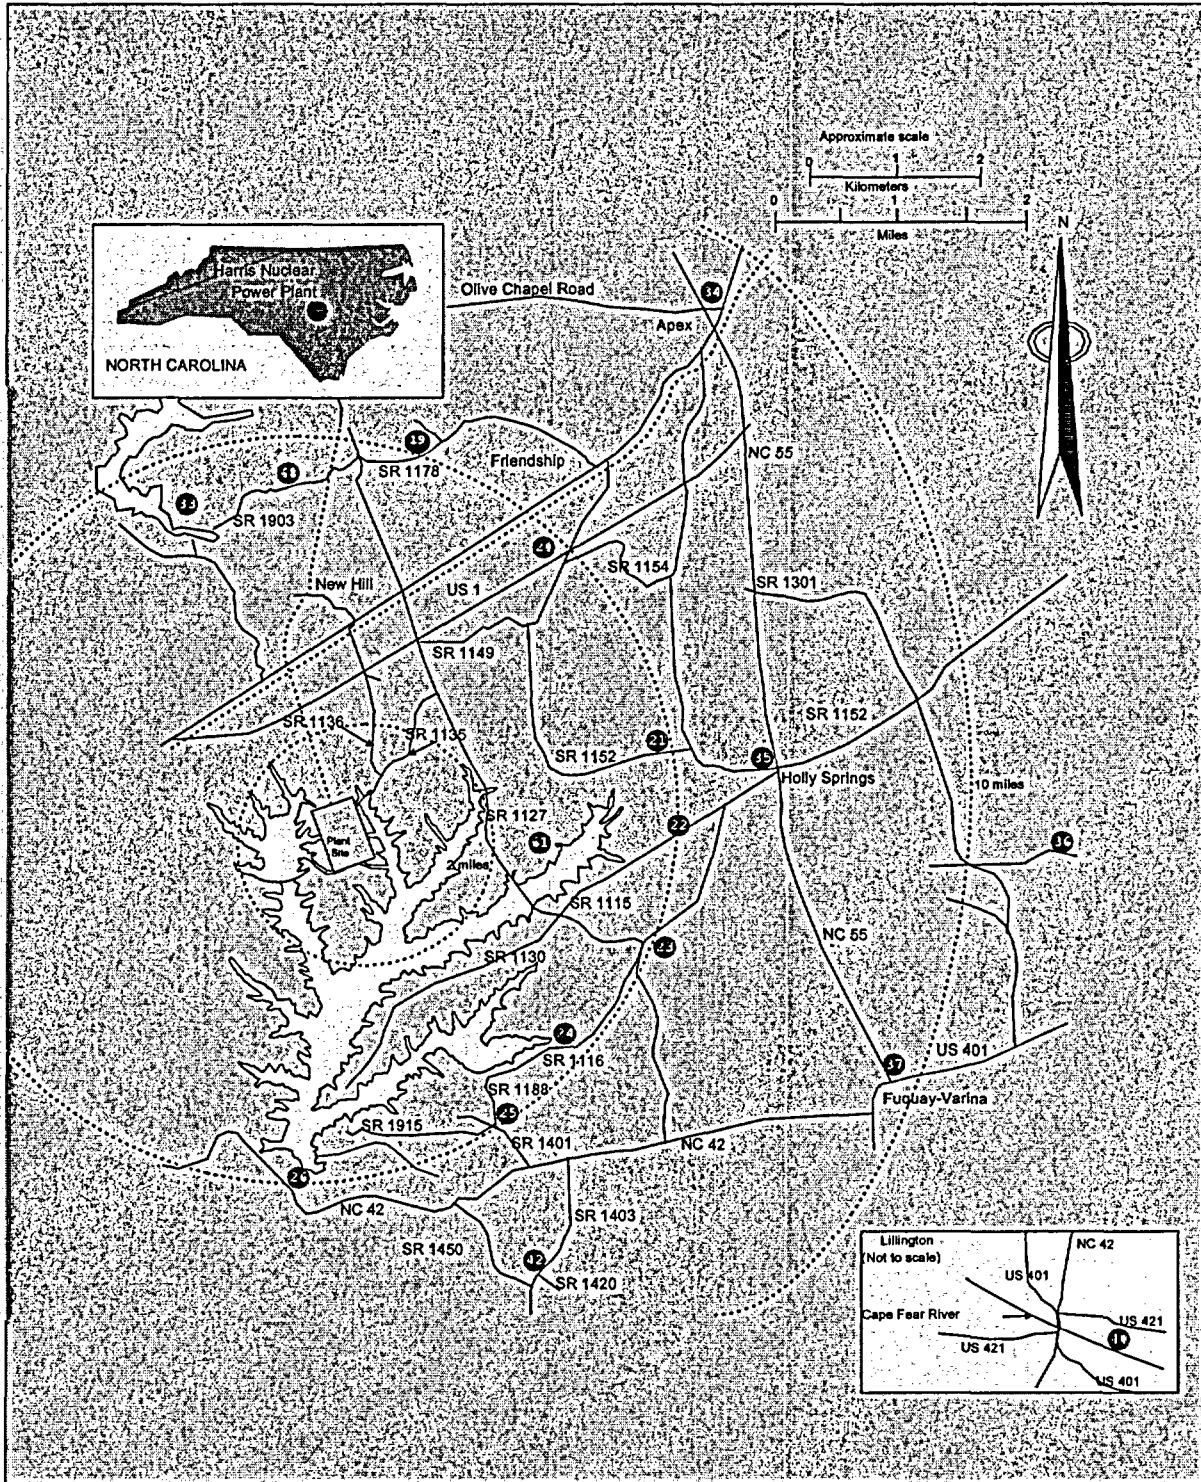 Approximate scale
0 1 2
Kilometers
0 1 2
Miles
N
Harris Nuclear
Power Plant
NORTH CAROLINA
Olive Chapel Road
34
Apex
19
SR 1178
Friendship
NC 55
33
SR 1903
20
SR 1154
New Hill
US 1
SR 1301
SR 1149
SR 1136
SR 1135
SR 1152
21
SR 1152
35
Holly Springs
10 miles
SR 1127
22
Plant
Site
2 miles
36
SR 1115
23
NC 55
SR 1130
24
SR 1116
US 401
37
Fuquay-Varina
SR 1188
25
SR 1915
SR 1401
NC 42
26
NC 42
SR 1403
SR 1450
42
SR 1420
Lillington
(Not to scale)
NC 42
US 401
Cape Fear River
US 421
US 421
US 401